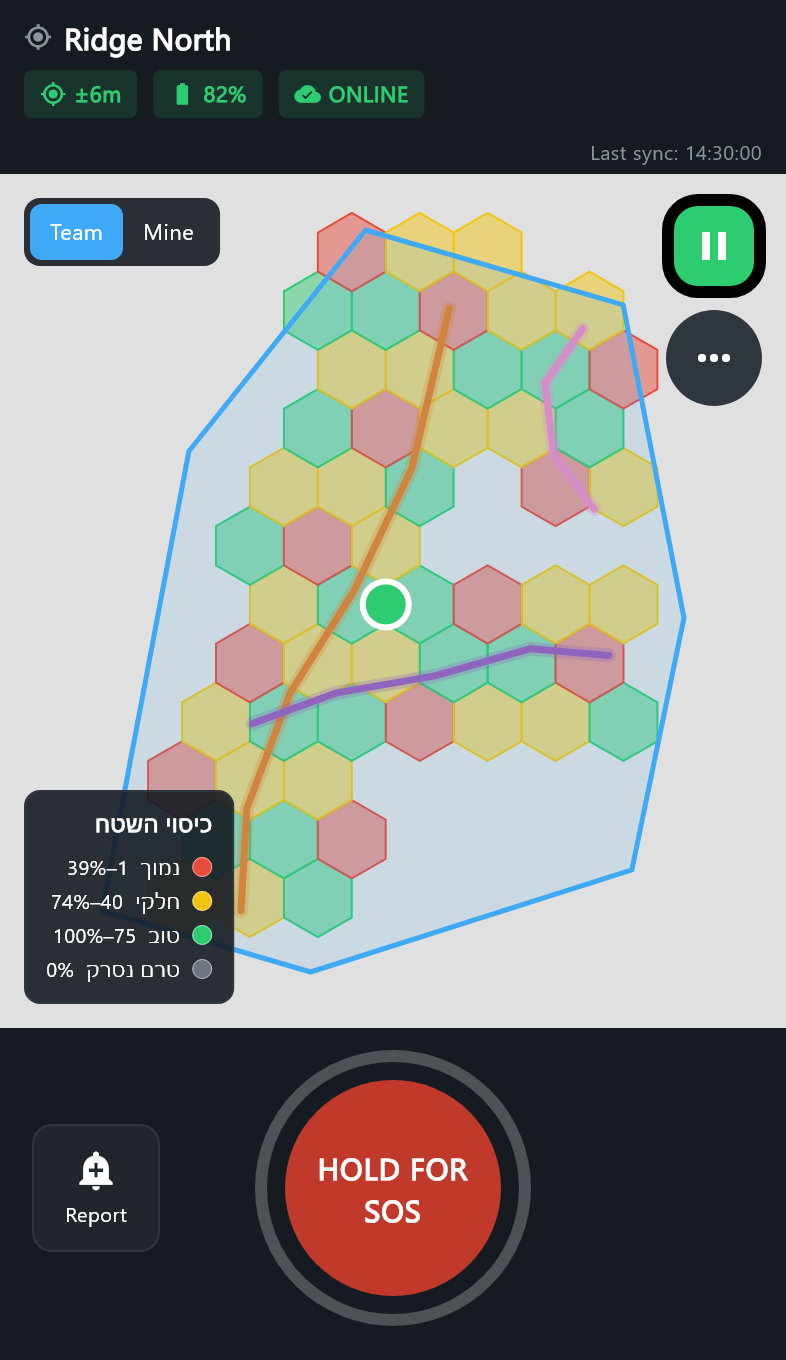 Ridge North
±6m
82%
ONLINE
Last sync: 14:30:00
Team
Mine
כיסוי השטח
נמוך 1–39%
חלקי 40–74%
טוב 75–100%
טרם נסרק 0%
Report
HOLD FOR
SOS